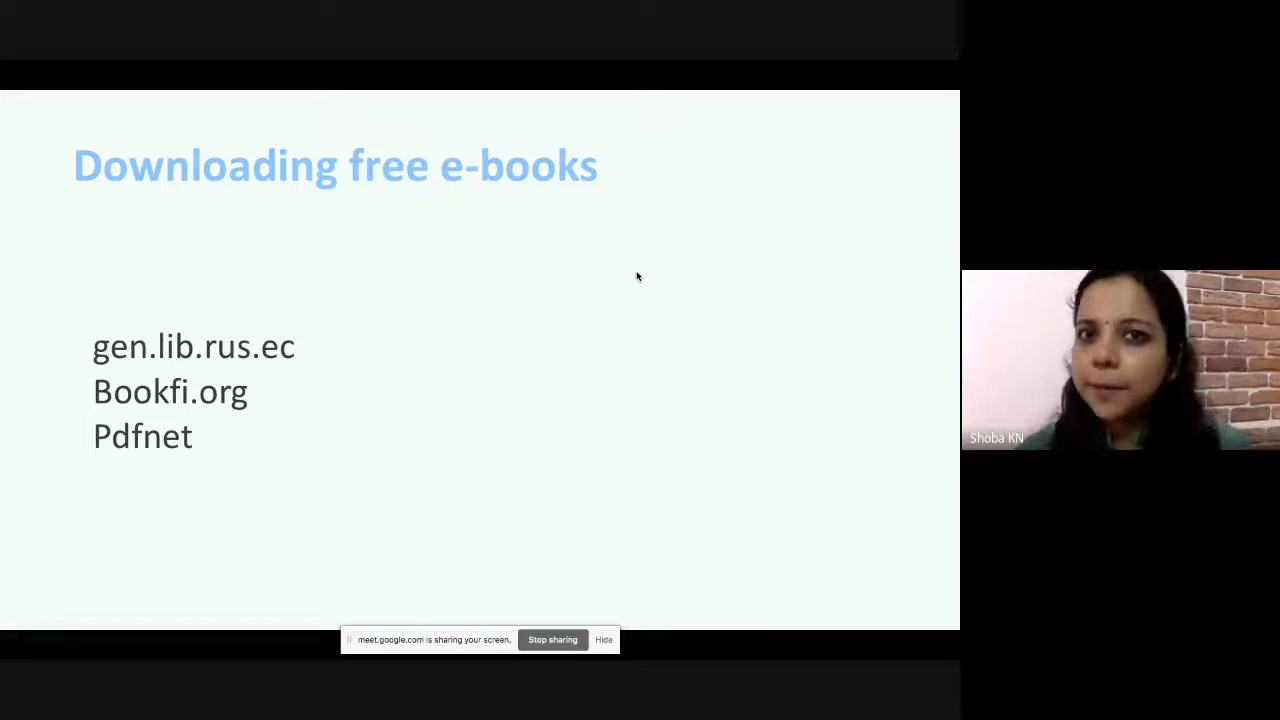 Downloading free e-books
gen.lib.rus.ec
Bookfi.org
Pdfnet
Shoba KN
meet.google.com is sharing your screen. Stop sharing Hide